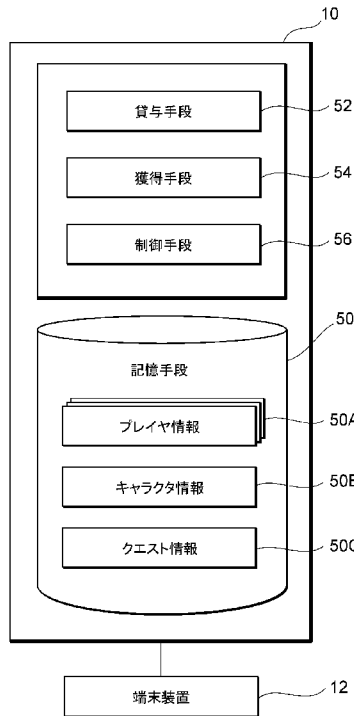 10
貸与手段
52
獲得手段
54
制御手段
56
50
記憶手段
プレイヤ情報
50A
キャラクタ情報
50B
クエスト情報
50C
端末装置
12